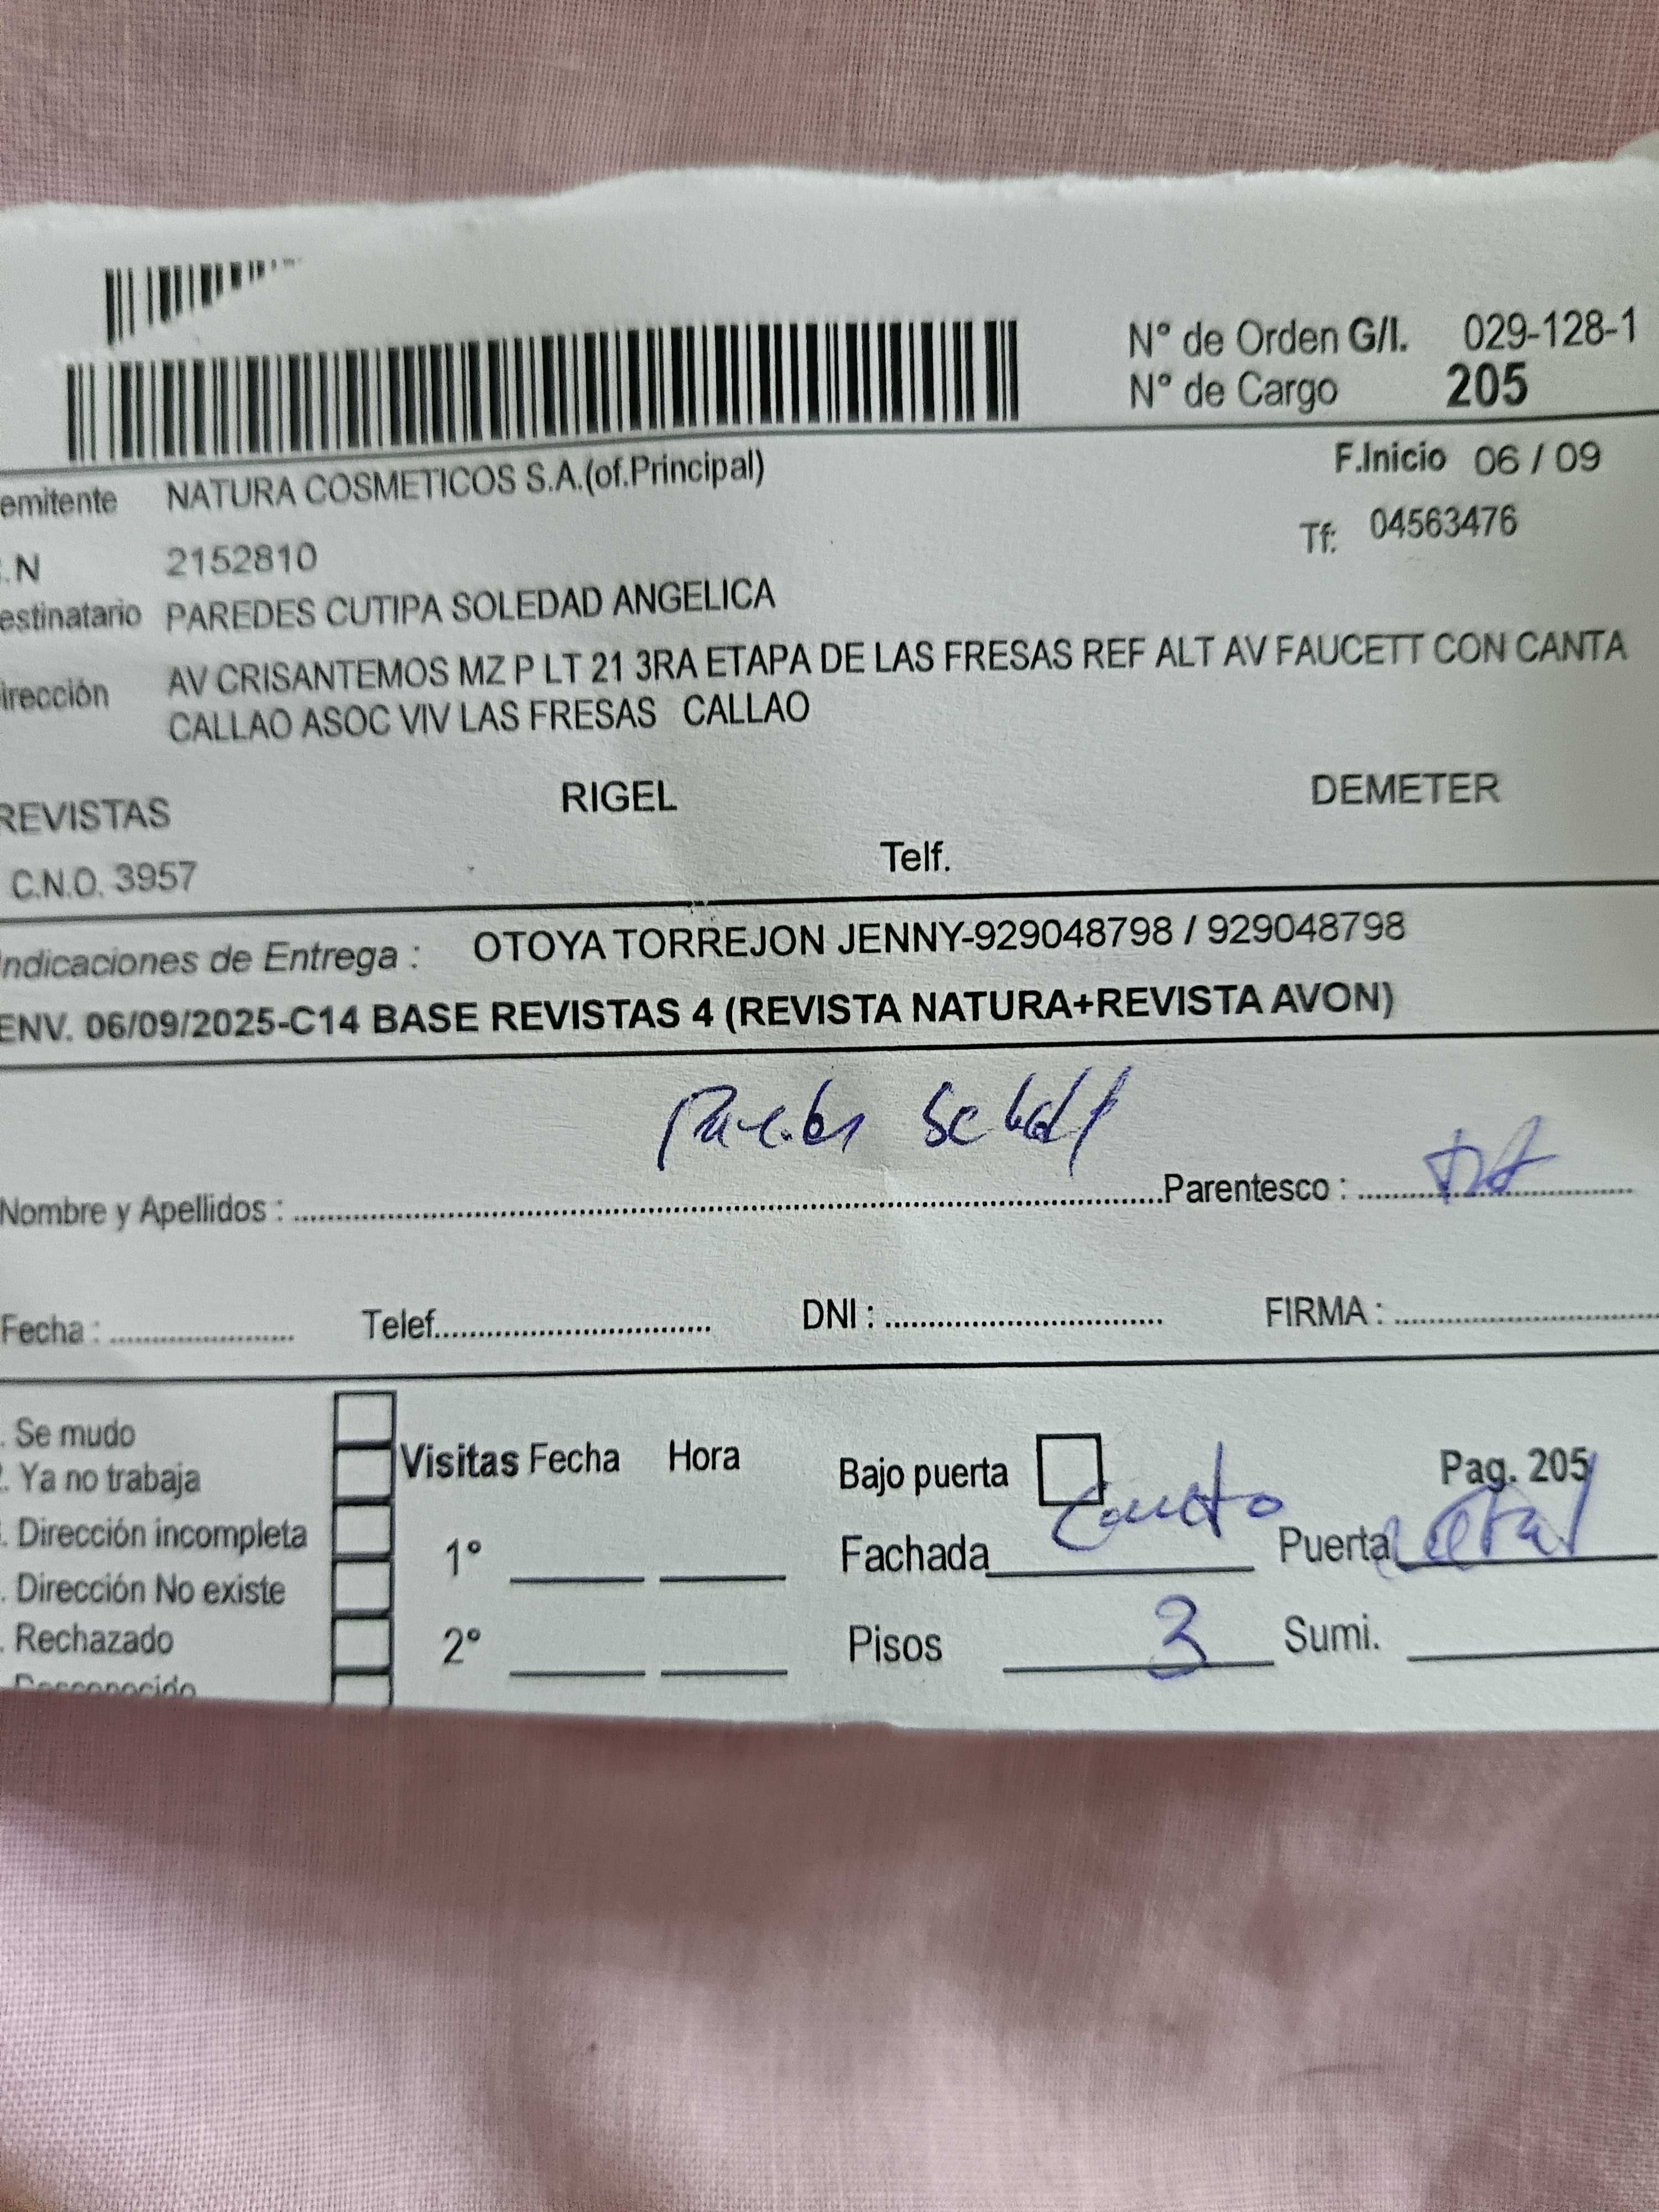 Nº de Orden G/I. 029-128-1
Nº de Cargo 205
F.Inicio 06 / 09
emitente NATURA COSMETICOS S.A.(of.Principal)
Tf: 04563476
.N 2152810
estinatario PAREDES CUTIPA SOLEDAD ANGELICA
irección AV CRISANTEMOS MZ P LT 21 3RA ETAPA DE LAS FRESAS REF ALT AV FAUCETT CON CANTA
CALLAO ASOC VIV LAS FRESAS CALLAO
REVISTAS RIGEL DEMETER
C.N.O. 3957 Telf.
Indicaciones de Entrega : OTOYA TORREJON JENNY-929048798 / 929048798
ENV. 06/09/2025-C14 BASE REVISTAS 4 (REVISTA NATURA+REVISTA AVON)
Nombre y Apellidos : Parentesco :
Fecha : Telef. DNI : FIRMA :
. Se mudo
Visitas Fecha Hora Bajo puerta Pag. 205
. Ya no trabaja
. Dirección incompleta 1º Fachada Puerta
. Dirección No existe
. Rechazado 2º Pisos 3 Sumi.
Desconocido